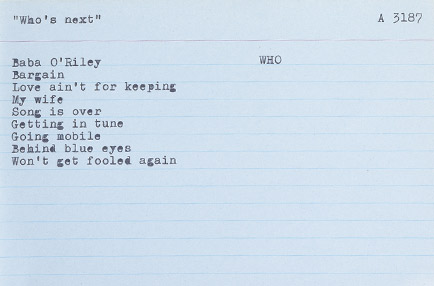 "Who's next" A 3187
Baba O'Riley WHO
Bargain
Love ain't for keeping
My wife
Song is over
Getting in tune
Going mobile
Behind blue eyes
Won't get fooled again